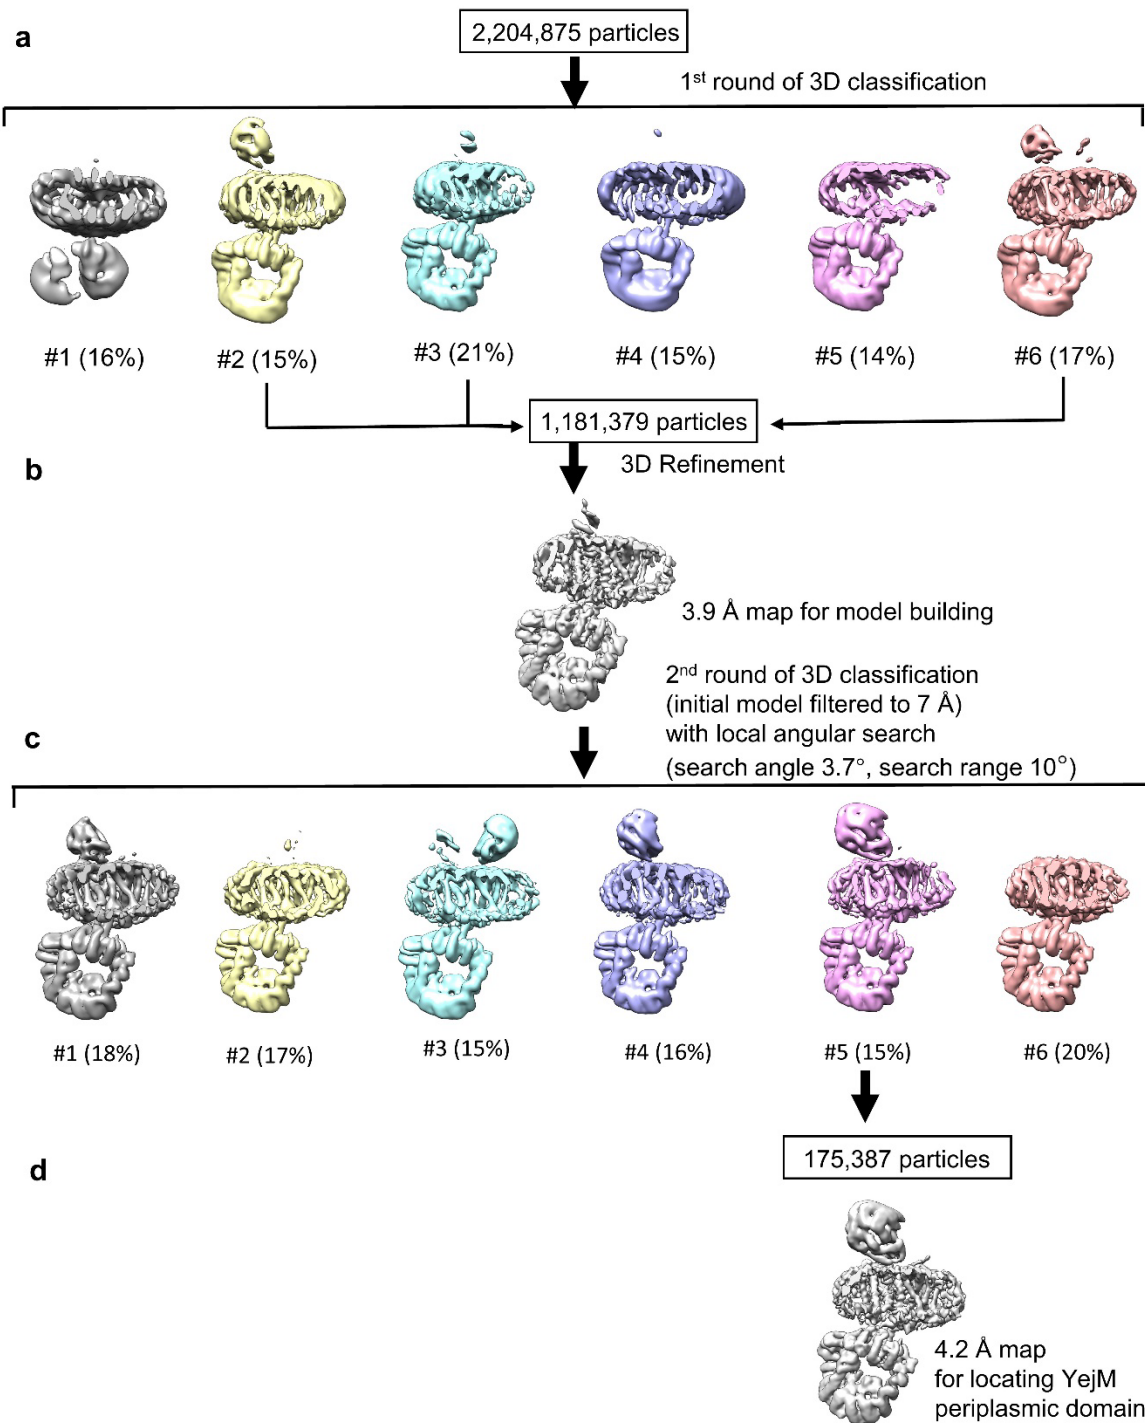 a
2,204,875 particles
1st round of 3D classification
#1 (16%)
#2 (15%)
#3 (21%)
#4 (15%)
#5 (14%)
#6 (17%)
1,181,379 particles
b
3D Refinement
3.9 Å map for model building
2nd round of 3D classification
(initial model filtered to 7 Å)
with local angular search
(search angle 3.7°, search range 10°)
c
#1 (18%)
#2 (17%)
#3 (15%)
#4 (16%)
#5 (15%)
#6 (20%)
175,387 particles
d
4.2 Å map
for locating YejM
periplasmic domain